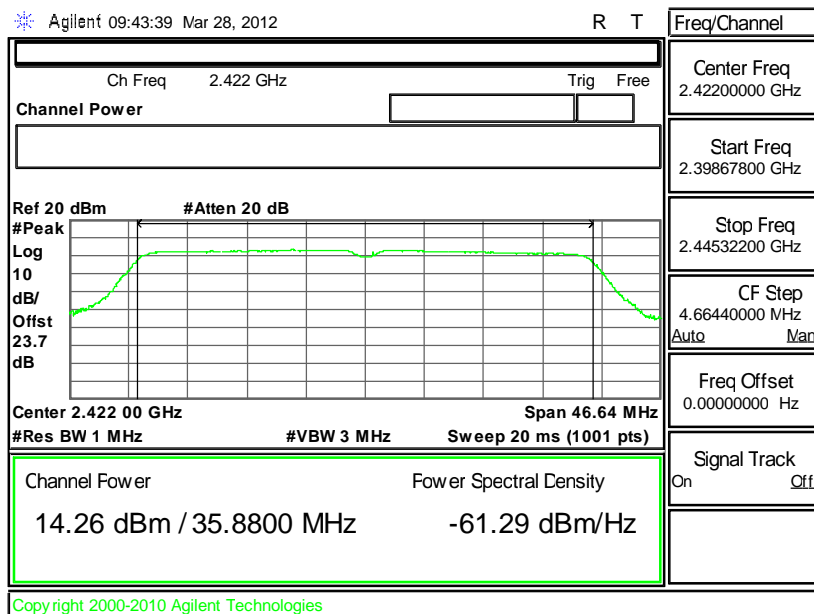 Agilent 09:43:39 Mar 28, 2012 R T
Freq/Channel
Ch Freq 2.422 GHz Trig Free
Channel Power
Center Freq
2.42200000 GHz
Start Freq
2.39867800 GHz
Stop Freq
2.44532200 GHz
CF Step
4.66440000 MHz
Auto Man
Freq Offset
0.00000000 Hz
Signal Track
On Off
Ref 20 dBm #Atten 20 dB
#Peak
Log
10
dB/
Offst
23.7
dB
Center 2.422 00 GHz Span 46.64 MHz
#Res BW 1 MHz #VBW 3 MHz Sweep 20 ms (1001 pts)
Channel Power Power Spectral Density
14.26 dBm / 35.8800 MHz -61.29 dBm/Hz
Copyright 2000-2010 Agilent Technologies